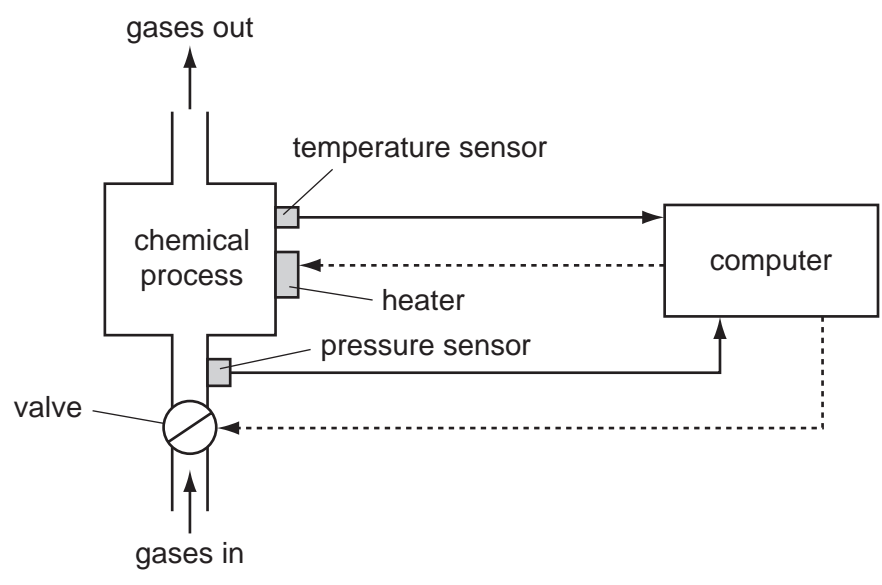 gases out
temperature sensor
chemical
process
computer
heater
pressure sensor
valve
gases in